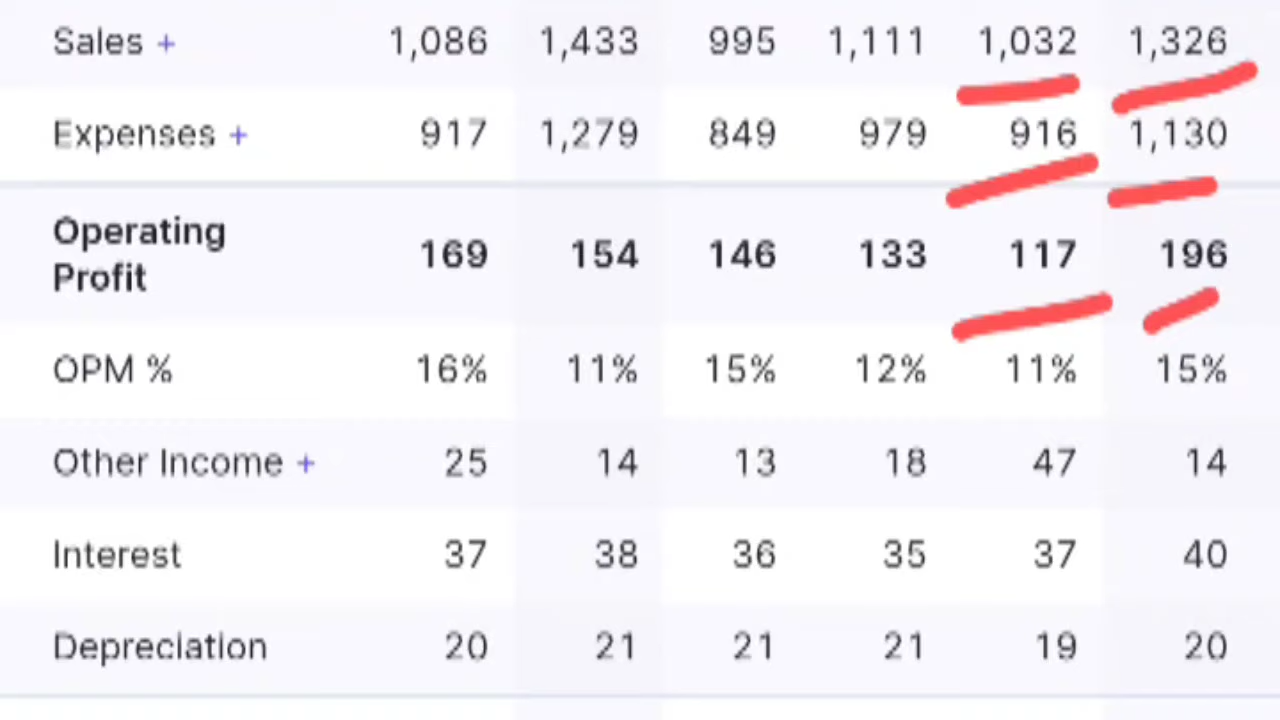 Sales + 1,086 1,433 995 1,111 1,032 1,326
Expenses + 917 1,279 849 979 916 1,130
Operating
Profit 169 154 146 133 117 196
OPM % 16% 11% 15% 12% 11% 15%
Other Income + 25 14 13 18 47 14
Interest 37 38 36 35 37 40
Depreciation 20 21 21 21 19 20